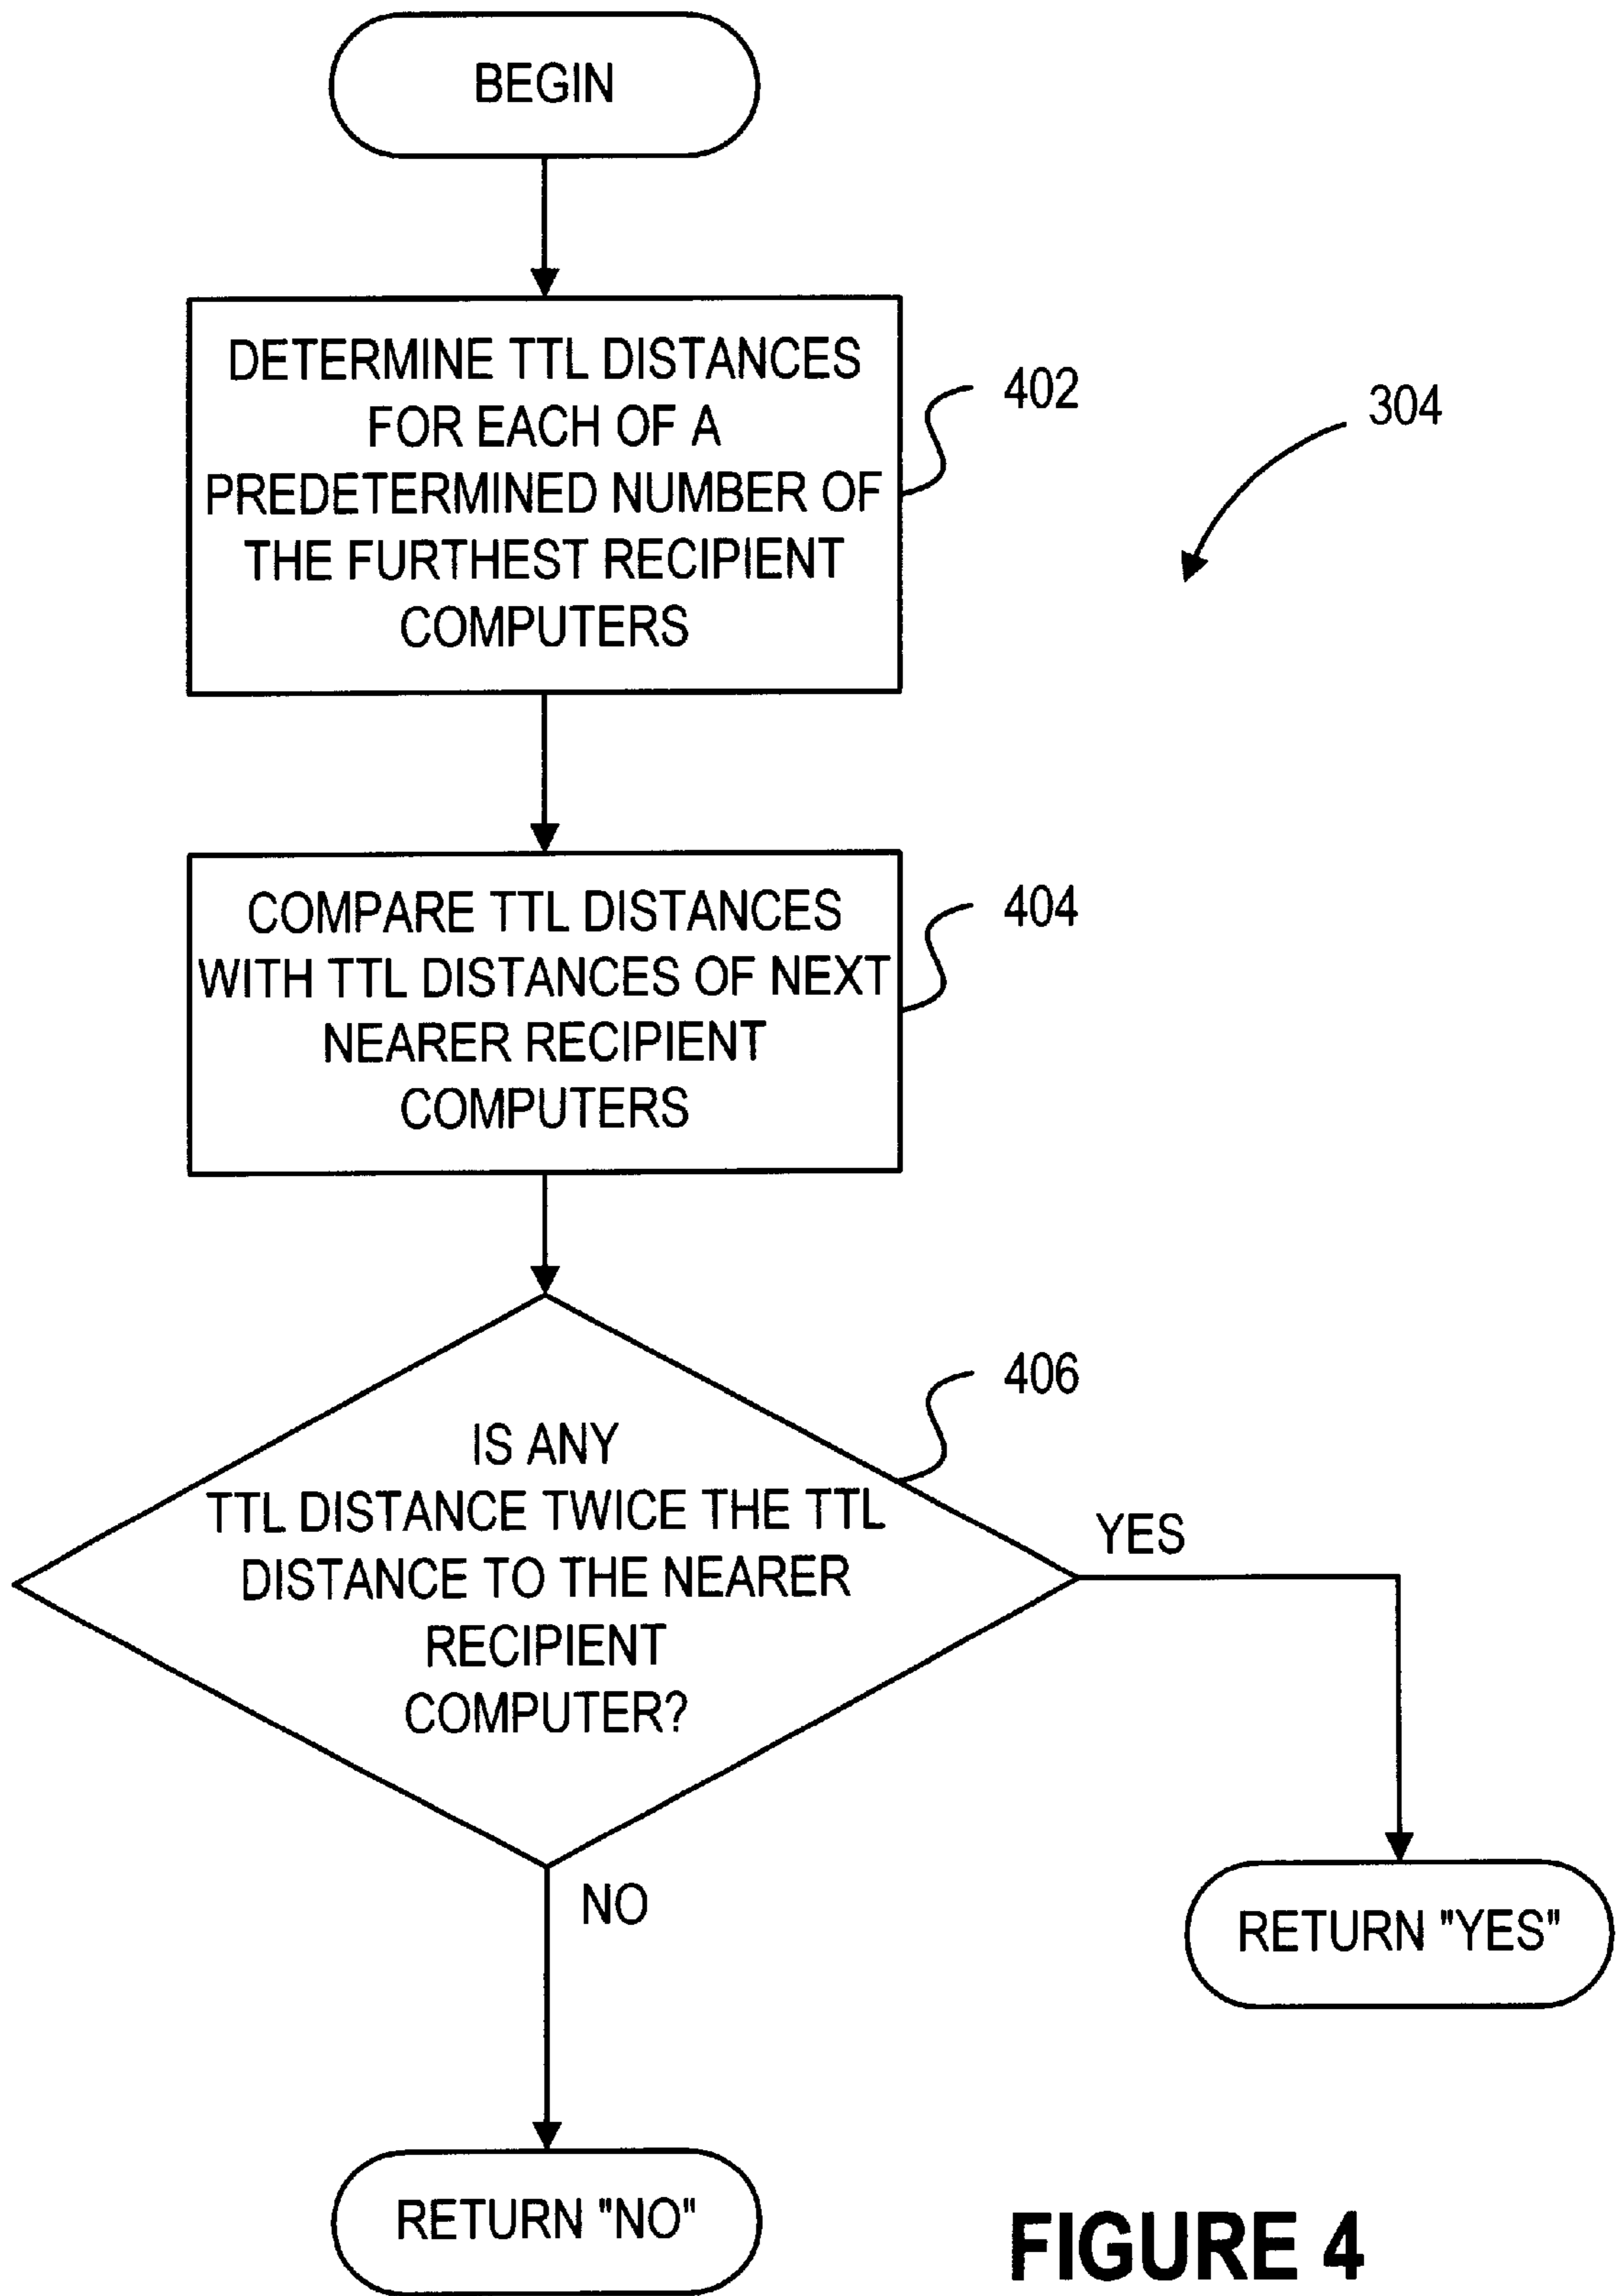 BEGIN
DETERMINE TTL DISTANCES
FOR EACH OF A
PREDETERMINED NUMBER OF
THE FURTHEST RECIPIENT
COMPUTERS
402
304
COMPARE TTL DISTANCES
WITH TTL DISTANCES OF NEXT
NEARER RECIPIENT
COMPUTERS
404
IS ANY
TTL DISTANCE TWICE THE TTL
DISTANCE TO THE NEARER
RECIPIENT
COMPUTER?
406
YES
NO
RETURN "YES"
RETURN "NO"
FIGURE 4